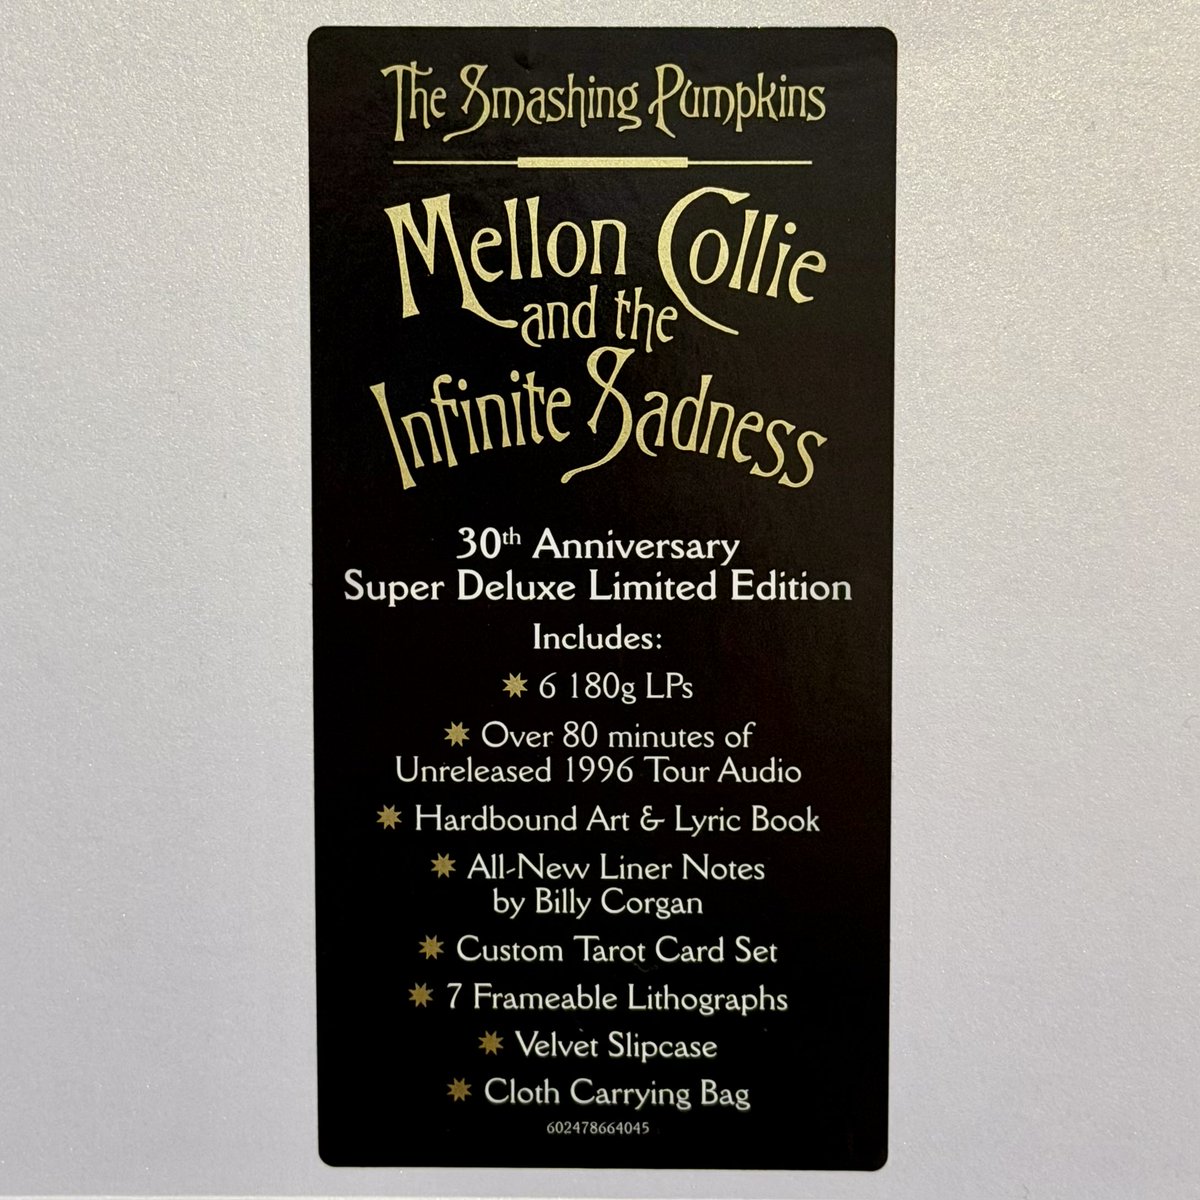 The Smashing Pumpkins
Mellon Collie
and the
Infinite Sadness
30th Anniversary
Super Deluxe Limited Edition
Includes:
✷ 6 180g LPs
✷ Over 80 minutes of
Unreleased 1996 Tour Audio
✷ Hardbound Art & Lyric Book
✷ All-New Liner Notes
by Billy Corgan
✷ Custom Tarot Card Set
✷ 7 Frameable Lithographs
✷ Velvet Slipcase
✷ Cloth Carrying Bag
602478664045